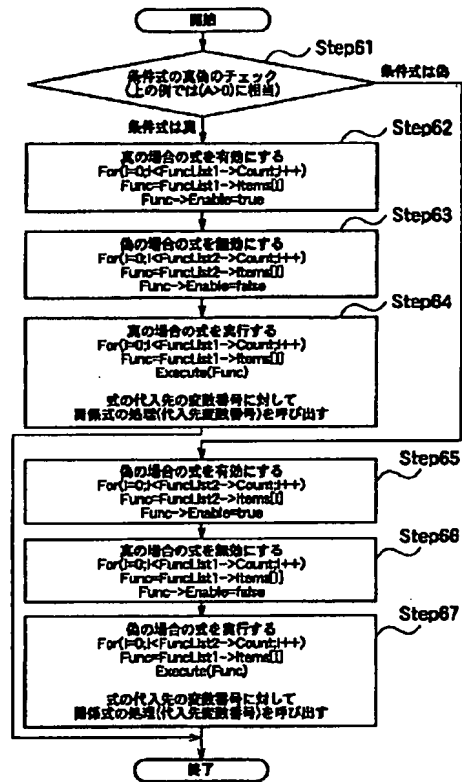 開始
Step61
条件式の真偽のチェック
(上の例では(A>0)に相当)
条件式は偽
条件式は真
Step62
真の場合の式を有効にする
For(i=0;i<FuncList1->Count;i++)
Func=FuncList1->Items[i]
Func->Enable=true
Step63
偽の場合の式を無効にする
For(i=0;i<FuncList2->Count;i++)
Func=FuncList2->Items[i]
Func->Enable=false
Step64
真の場合の式を実行する
For(i=0;i<FuncList1->Count;i++)
Func=FuncList1->Items[i]
Execute(Func)
式の代入先の変数番号に対して
関係式の処理(代入先変数番号)を呼び出す
Step65
偽の場合の式を有効にする
For(i=0;i<FuncList2->Count;i++)
Func=FuncList2->Items[i]
Func->Enable=true
Step66
真の場合の式を無効にする
For(i=0;i<FuncList1->Count;i++)
Func=FuncList1->Items[i]
Func->Enable=false
Step67
偽の場合の式を実行する
For(i=0;i<FuncList2->Count;i++)
Func=FuncList1->Items[i]
Execute(Func)
式の代入先の変数番号に対して
関係式の処理(代入先変数番号)を呼び出す
終了